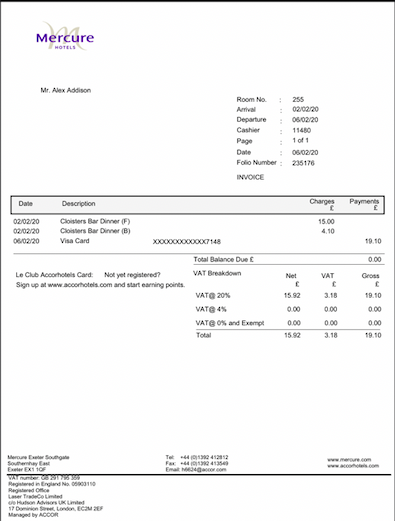 Mercure
HOTELS
Mr. Alex Addison
Room No. : 255
Arrival : 02/02/20
Departure : 06/02/20
Cashier : 11480
Page : 1 of 1
Date : 06/02/20
Folio Number : 235176
INVOICE
Date Description Charges £ Payments £
02/02/20 Cloisters Bar Dinner (F) 15.00
02/02/20 Cloisters Bar Dinner (B) 4.10
06/02/20 Visa Card XXXXXXXXXXXX7148 19.10
Total Balance Due £ 0.00
Le Club Accorhotels Card: Not yet registered?
Sign up at www.accorhotels.com and start earning points.
VAT Breakdown Net £ VAT £ Gross £
VAT@ 20% 15.92 3.18 19.10
VAT@ 4% 0.00 0.00 0.00
VAT@ 0% and Exempt 0.00 0.00 0.00
Total 15.92 3.18 19.10
Mercure Exeter Southgate
Southernhay East
Exeter EX1 1QF
Tel: +44 (0)1392 412812
Fax: +44 (0)1392 413549
Email: h6624@accor.com
www.mercure.com
www.accorhotels.com
VAT number: GB 291 795 359
Registered in England No. 05903110
Registered Office
Laser TradeCo Limited
c/o Hudson Advisors UK Limited
17 Dominion Street, London, EC2M 2EF
Managed by ACCOR